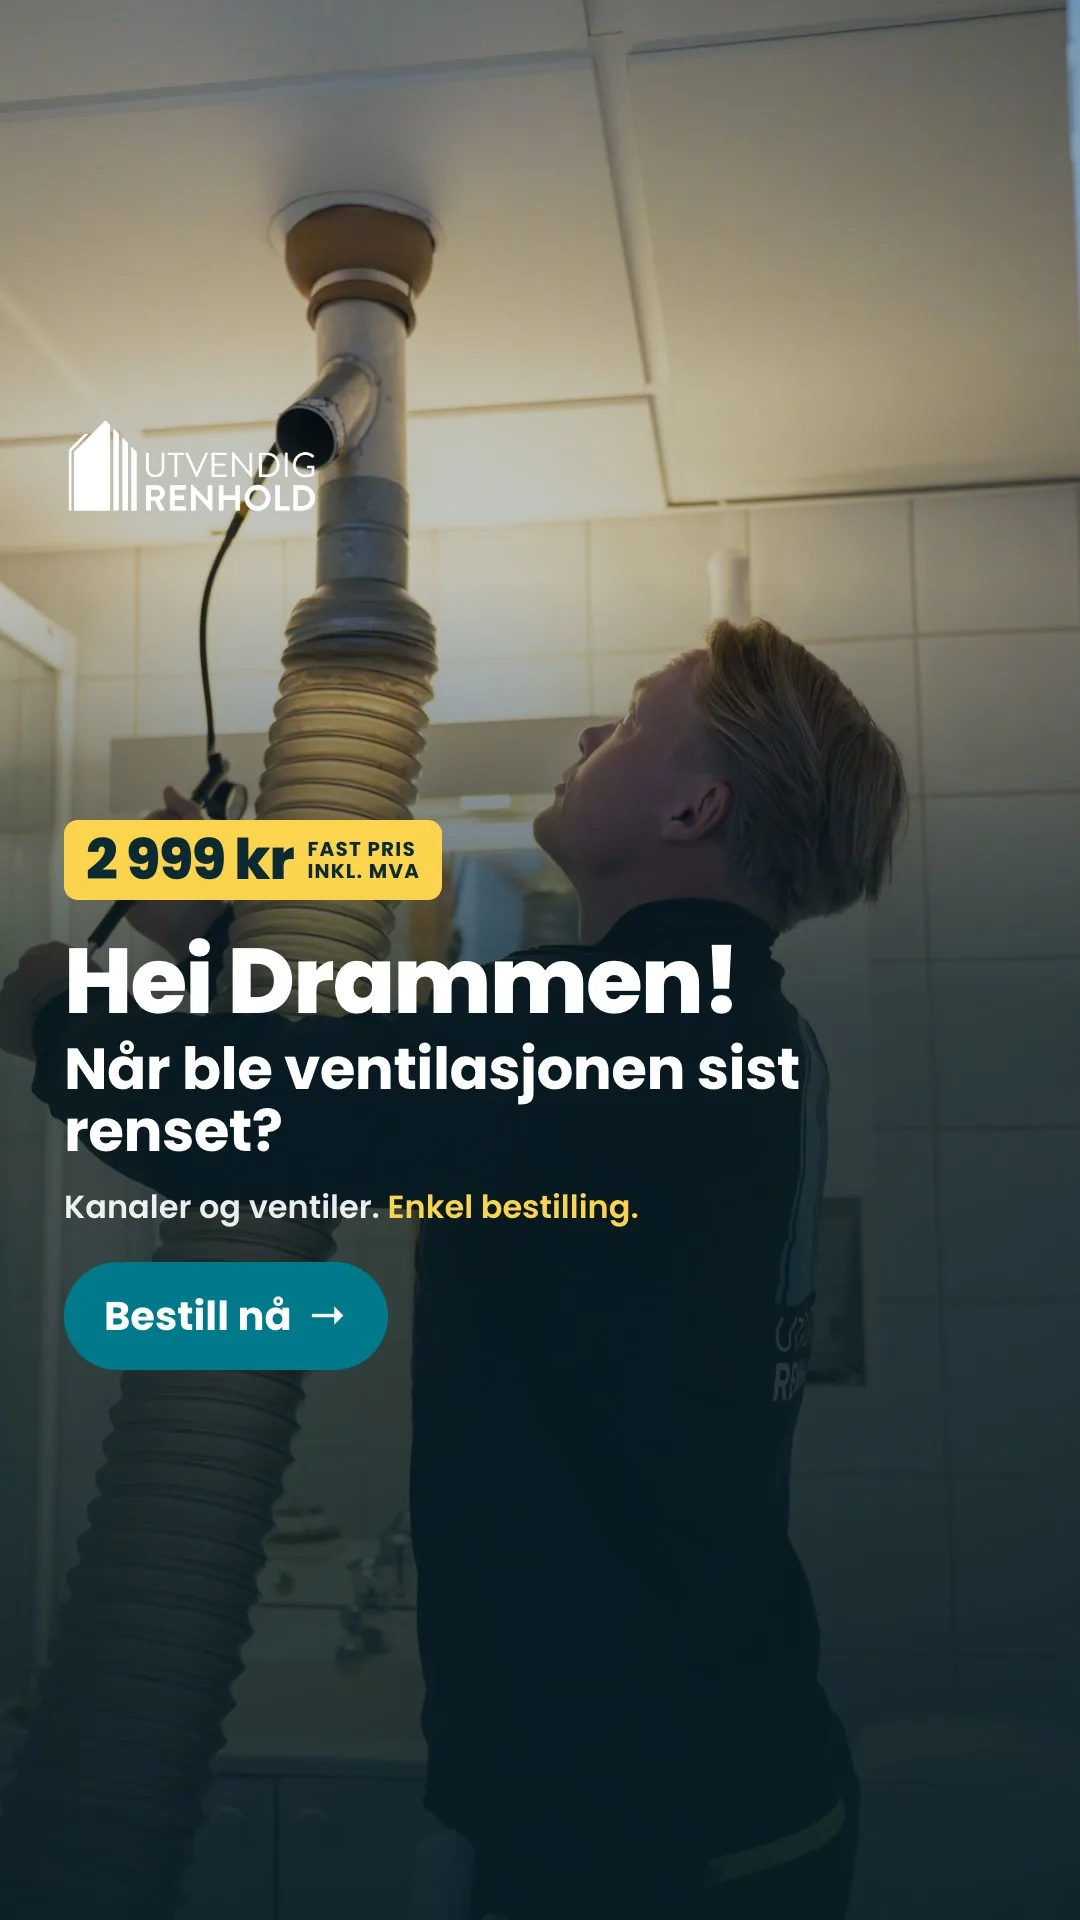 UTVENDIG
RENHOLD
2 999 kr FAST PRIS
INKL. MVA
Hei Drammen!
Når ble ventilasjonen sist
renset?
Kanaler og ventiler. Enkel bestilling.
Bestill nå →